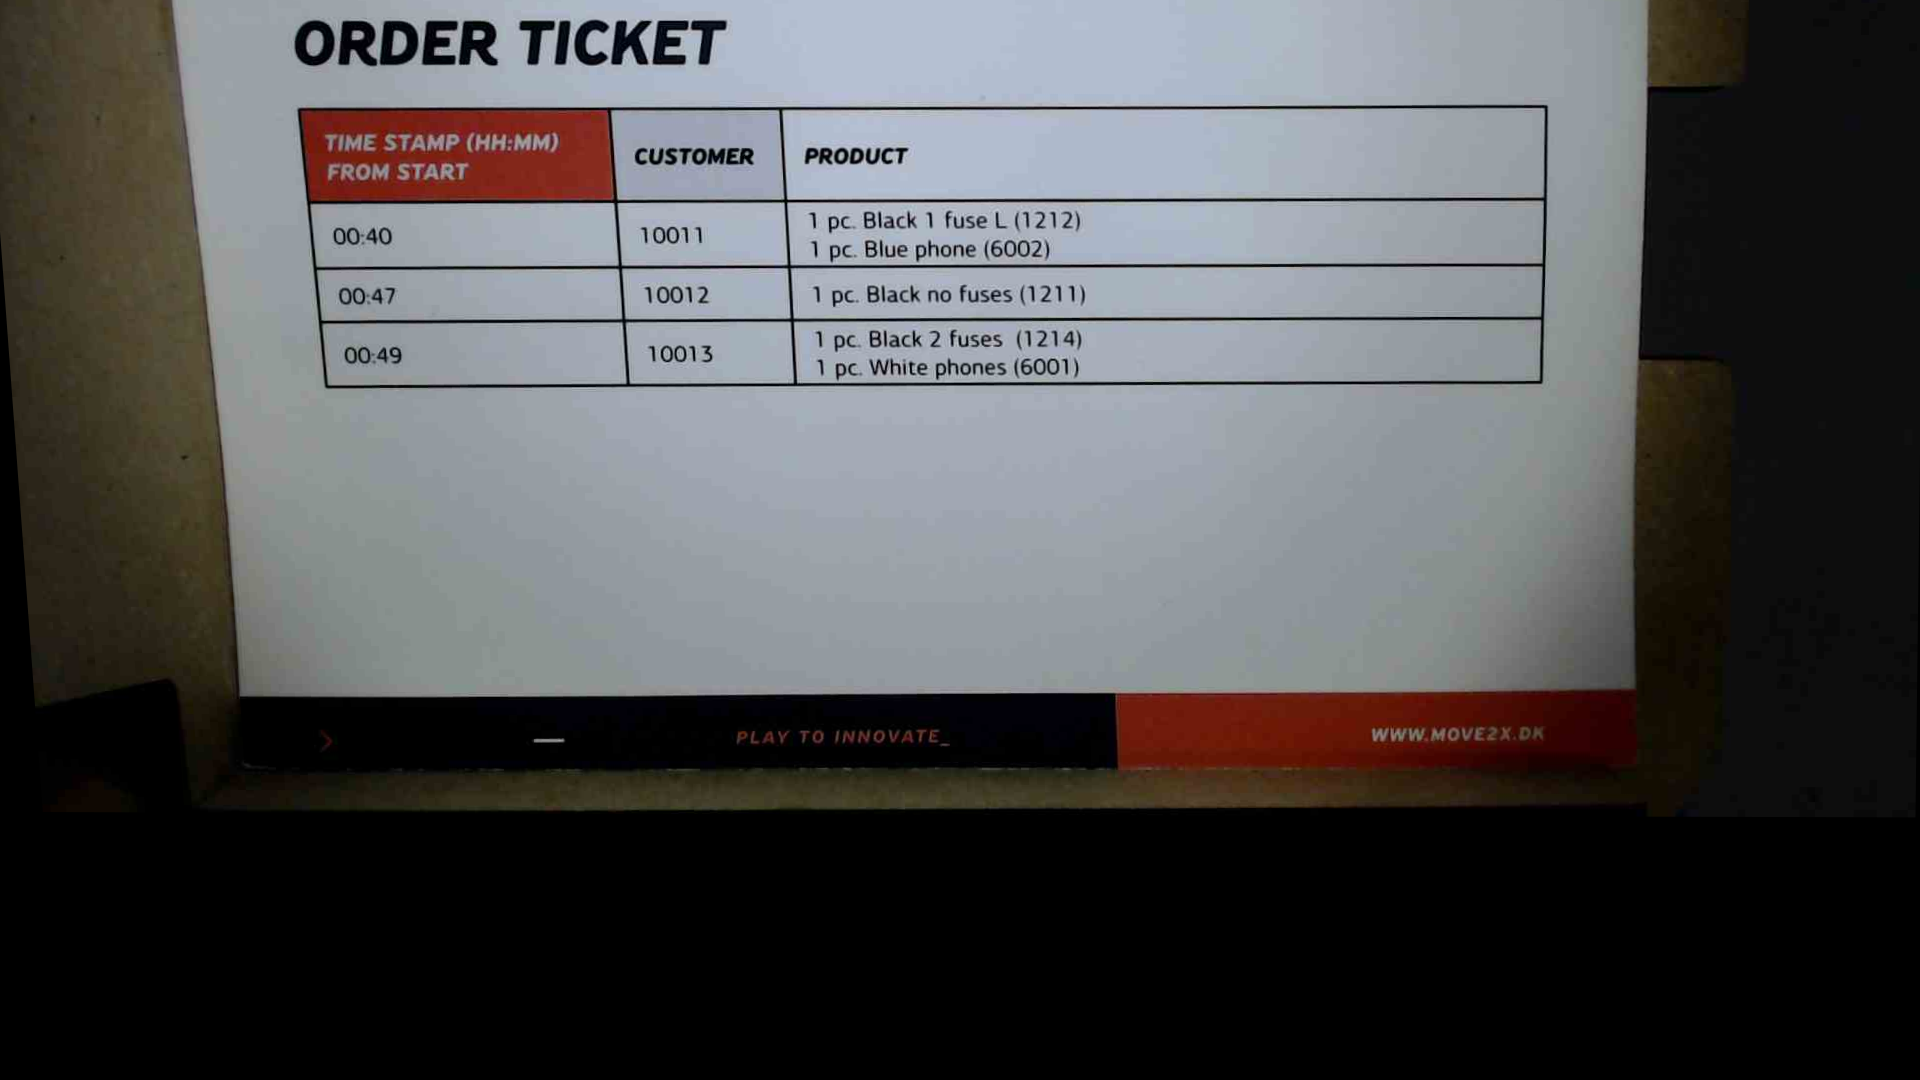 ORDER TICKET
TIME STAMP (HH:MM)
FROM START
CUSTOMER
PRODUCT
00:40
10011
1 pc. Black 1 fuse L (1212)
1 pc. Blue phone (6002)
00:47
10012
1 pc. Black no fuses (1211)
00:49
10013
1 pc. Black 2 fuses (1214)
1 pc. White phones (6001)
PLAY TO INNOVATE_
WWW.MOVE2X.DK